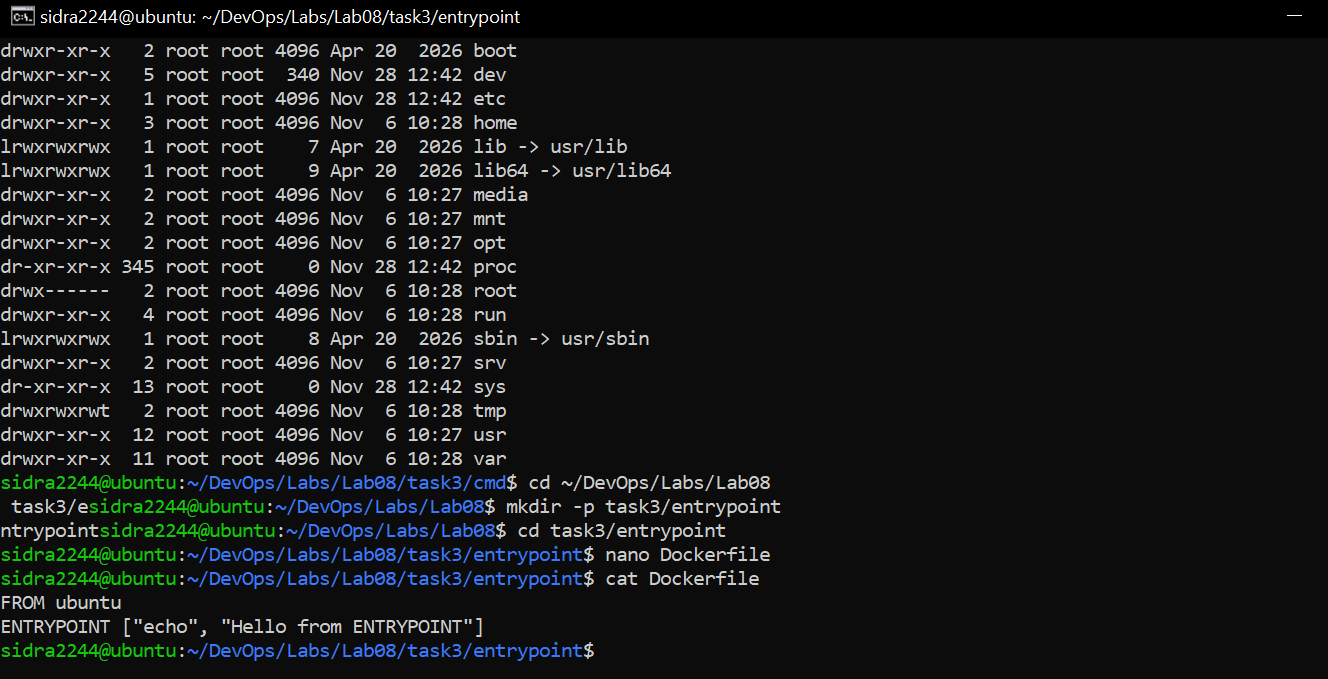 sidra2244@ubuntu: ~/DevOps/Labs/Lab08/task3/entrypoint
drwxr-xr-x   2 root root 4096 Apr 20  2026 boot
drwxr-xr-x   5 root root  340 Nov 28 12:42 dev
drwxr-xr-x   1 root root 4096 Nov 28 12:42 etc
drwxr-xr-x   3 root root 4096 Nov  6 10:28 home
lrwxrwxrwx   1 root root    7 Apr 20  2026 lib -> usr/lib
lrwxrwxrwx   1 root root    9 Apr 20  2026 lib64 -> usr/lib64
drwxr-xr-x   2 root root 4096 Nov  6 10:27 media
drwxr-xr-x   2 root root 4096 Nov  6 10:27 mnt
drwxr-xr-x   2 root root 4096 Nov  6 10:27 opt
dr-xr-xr-x 345 root root    0 Nov 28 12:42 proc
drwx------   2 root root 4096 Nov  6 10:28 root
drwxr-xr-x   4 root root 4096 Nov  6 10:28 run
lrwxrwxrwx   1 root root    8 Apr 20  2026 sbin -> usr/sbin
drwxr-xr-x   2 root root 4096 Nov  6 10:27 srv
dr-xr-xr-x  13 root root    0 Nov 28 12:42 sys
drwxrwxrwt   2 root root 4096 Nov  6 10:28 tmp
drwxr-xr-x  12 root root 4096 Nov  6 10:27 usr
drwxr-xr-x  11 root root 4096 Nov  6 10:28 var
sidra2244@ubuntu:~/DevOps/Labs/Lab08/task3/cmd$ cd ~/DevOps/Labs/Lab08
 task3/esidra2244@ubuntu:~/DevOps/Labs/Lab08$ mkdir -p task3/entrypoint
ntrypointsidra2244@ubuntu:~/DevOps/Labs/Lab08$ cd task3/entrypoint
sidra2244@ubuntu:~/DevOps/Labs/Lab08/task3/entrypoint$ nano Dockerfile
sidra2244@ubuntu:~/DevOps/Labs/Lab08/task3/entrypoint$ cat Dockerfile
FROM ubuntu
ENTRYPOINT ["echo", "Hello from ENTRYPOINT"]
sidra2244@ubuntu:~/DevOps/Labs/Lab08/task3/entrypoint$